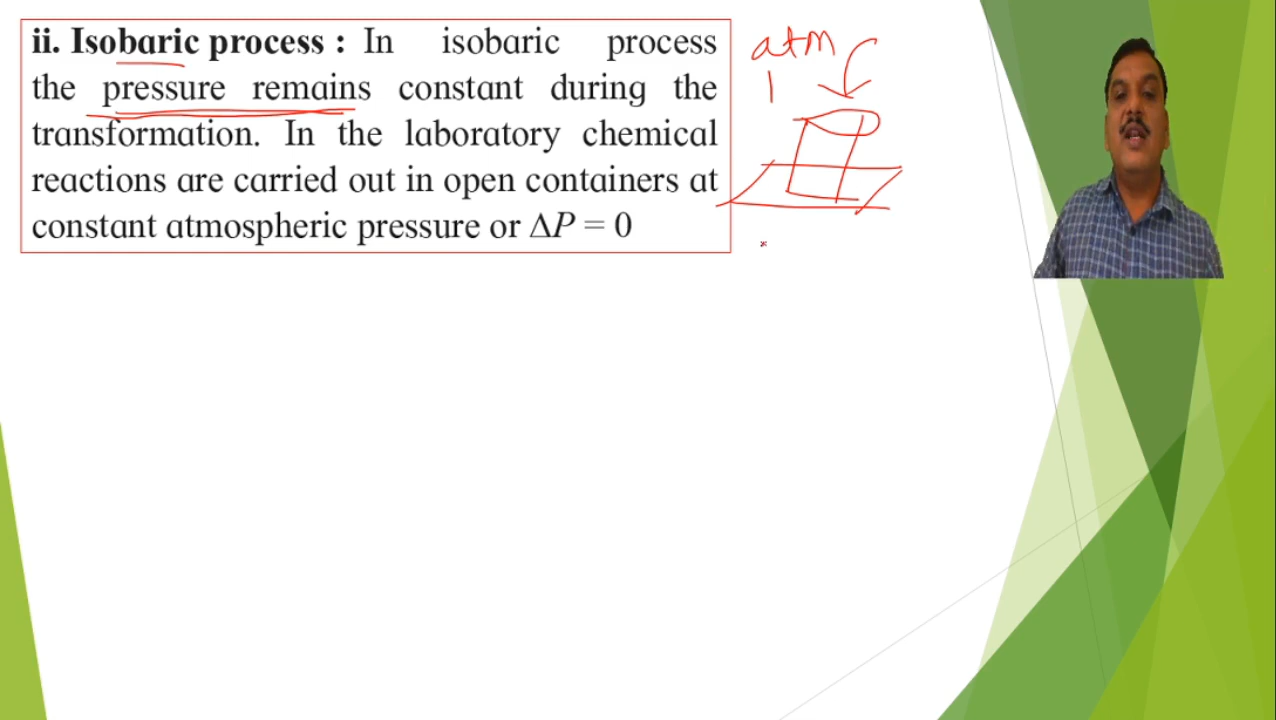 ii. Isobaric process : In isobaric process
the pressure remains constant during the
transformation. In the laboratory chemical
reactions are carried out in open containers at
constant atmospheric pressure or ΔP = 0
atm
1